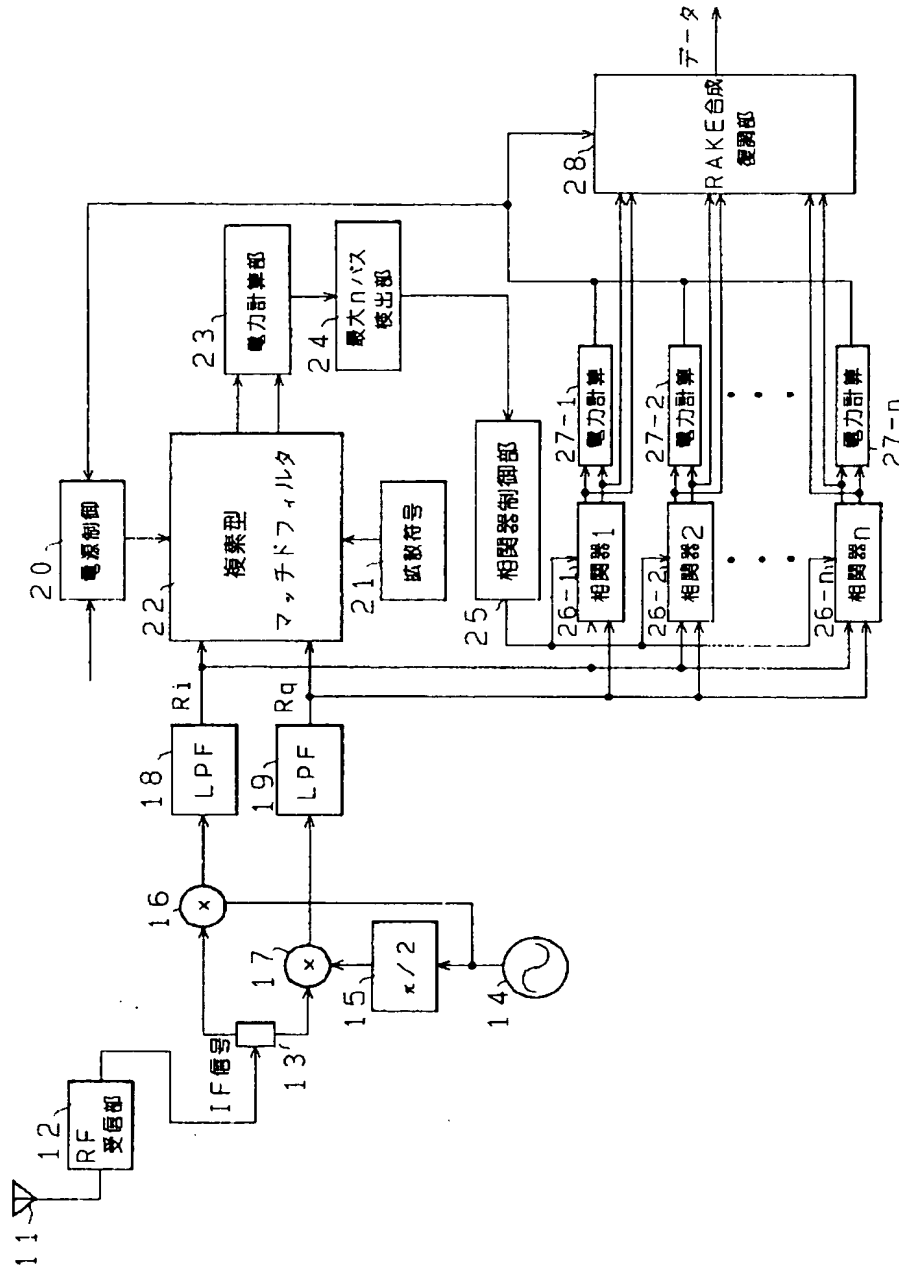 11
12
RF
受信部
IF信号
13
14
15
π/2
16
×
17
×
18
LPF
19
LPF
Ri
Rq
20
電源制御
21
拡散符号
22
複素型
マッチドフィルタ
23
電力計算部
24
最大nパス
検出部
25
相関器制御部
26-1
相関器1
26-2
相関器2
26-n
相関器n
27-1
電力計算
27-2
電力計算
27-n
電力計算
28
RAKE合成
復調部
データ